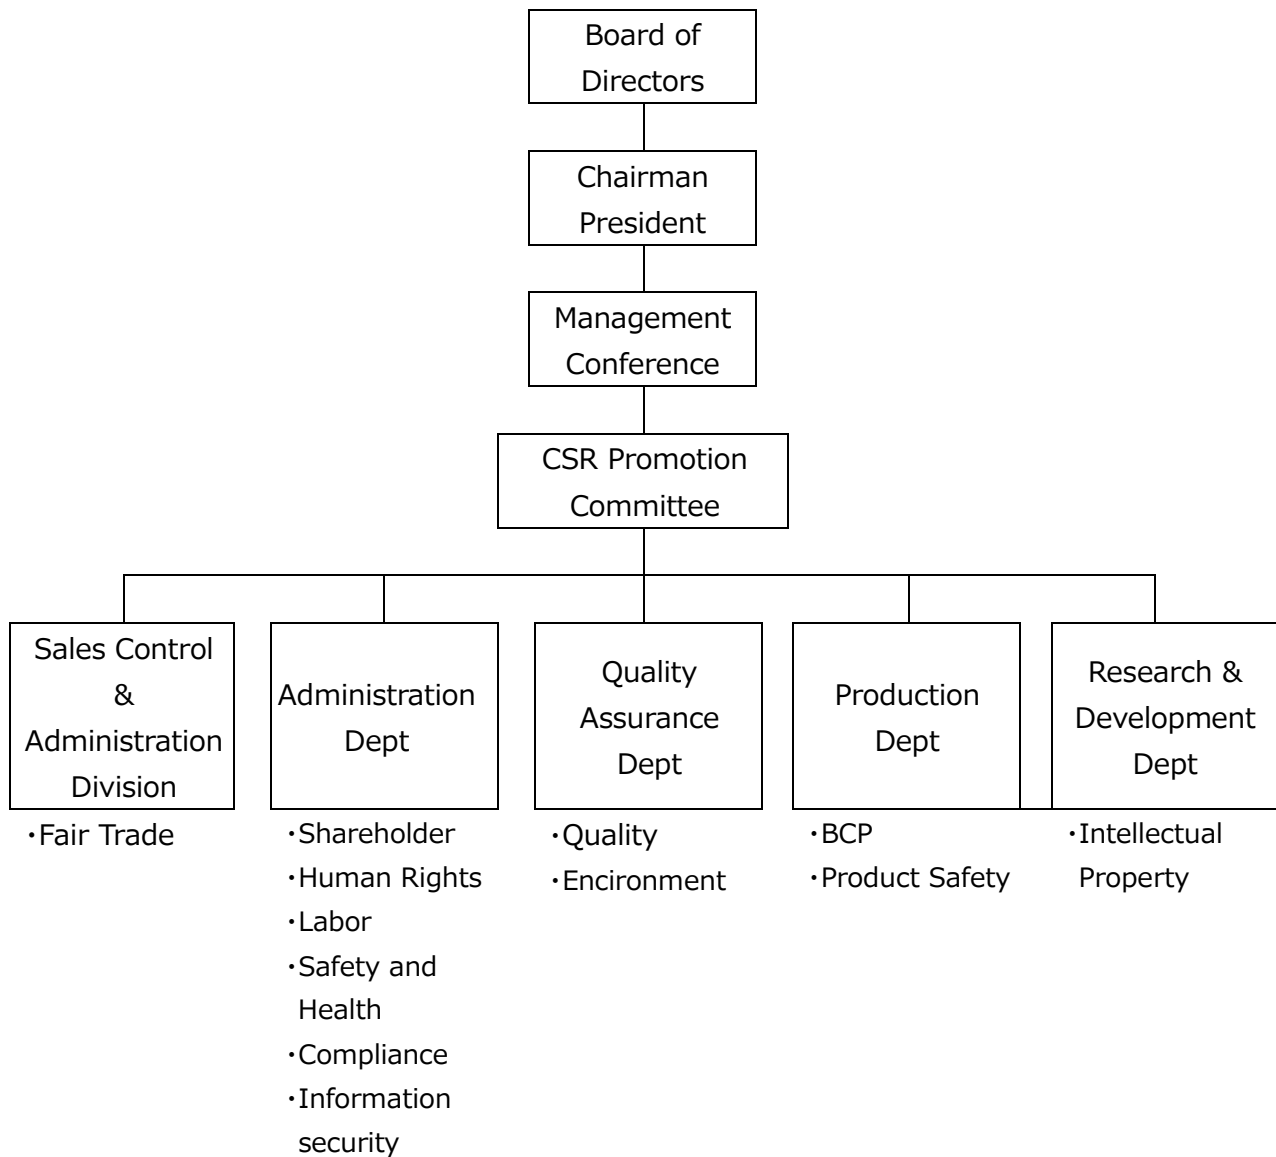 Board of
Directors
Chairman
President
Management
Conference
CSR Promotion
Committee
Sales Control
&
Administration
Division
・Fair Trade
Administration
Dept
・Shareholder
・Human Rights
・Labor
・Safety and
Health
・Compliance
・Information
security
Quality
Assurance
Dept
・Quality
・Encironment
Production
Dept
・BCP
・Product Safety
Research &
Development
Dept
・Intellectual
Property